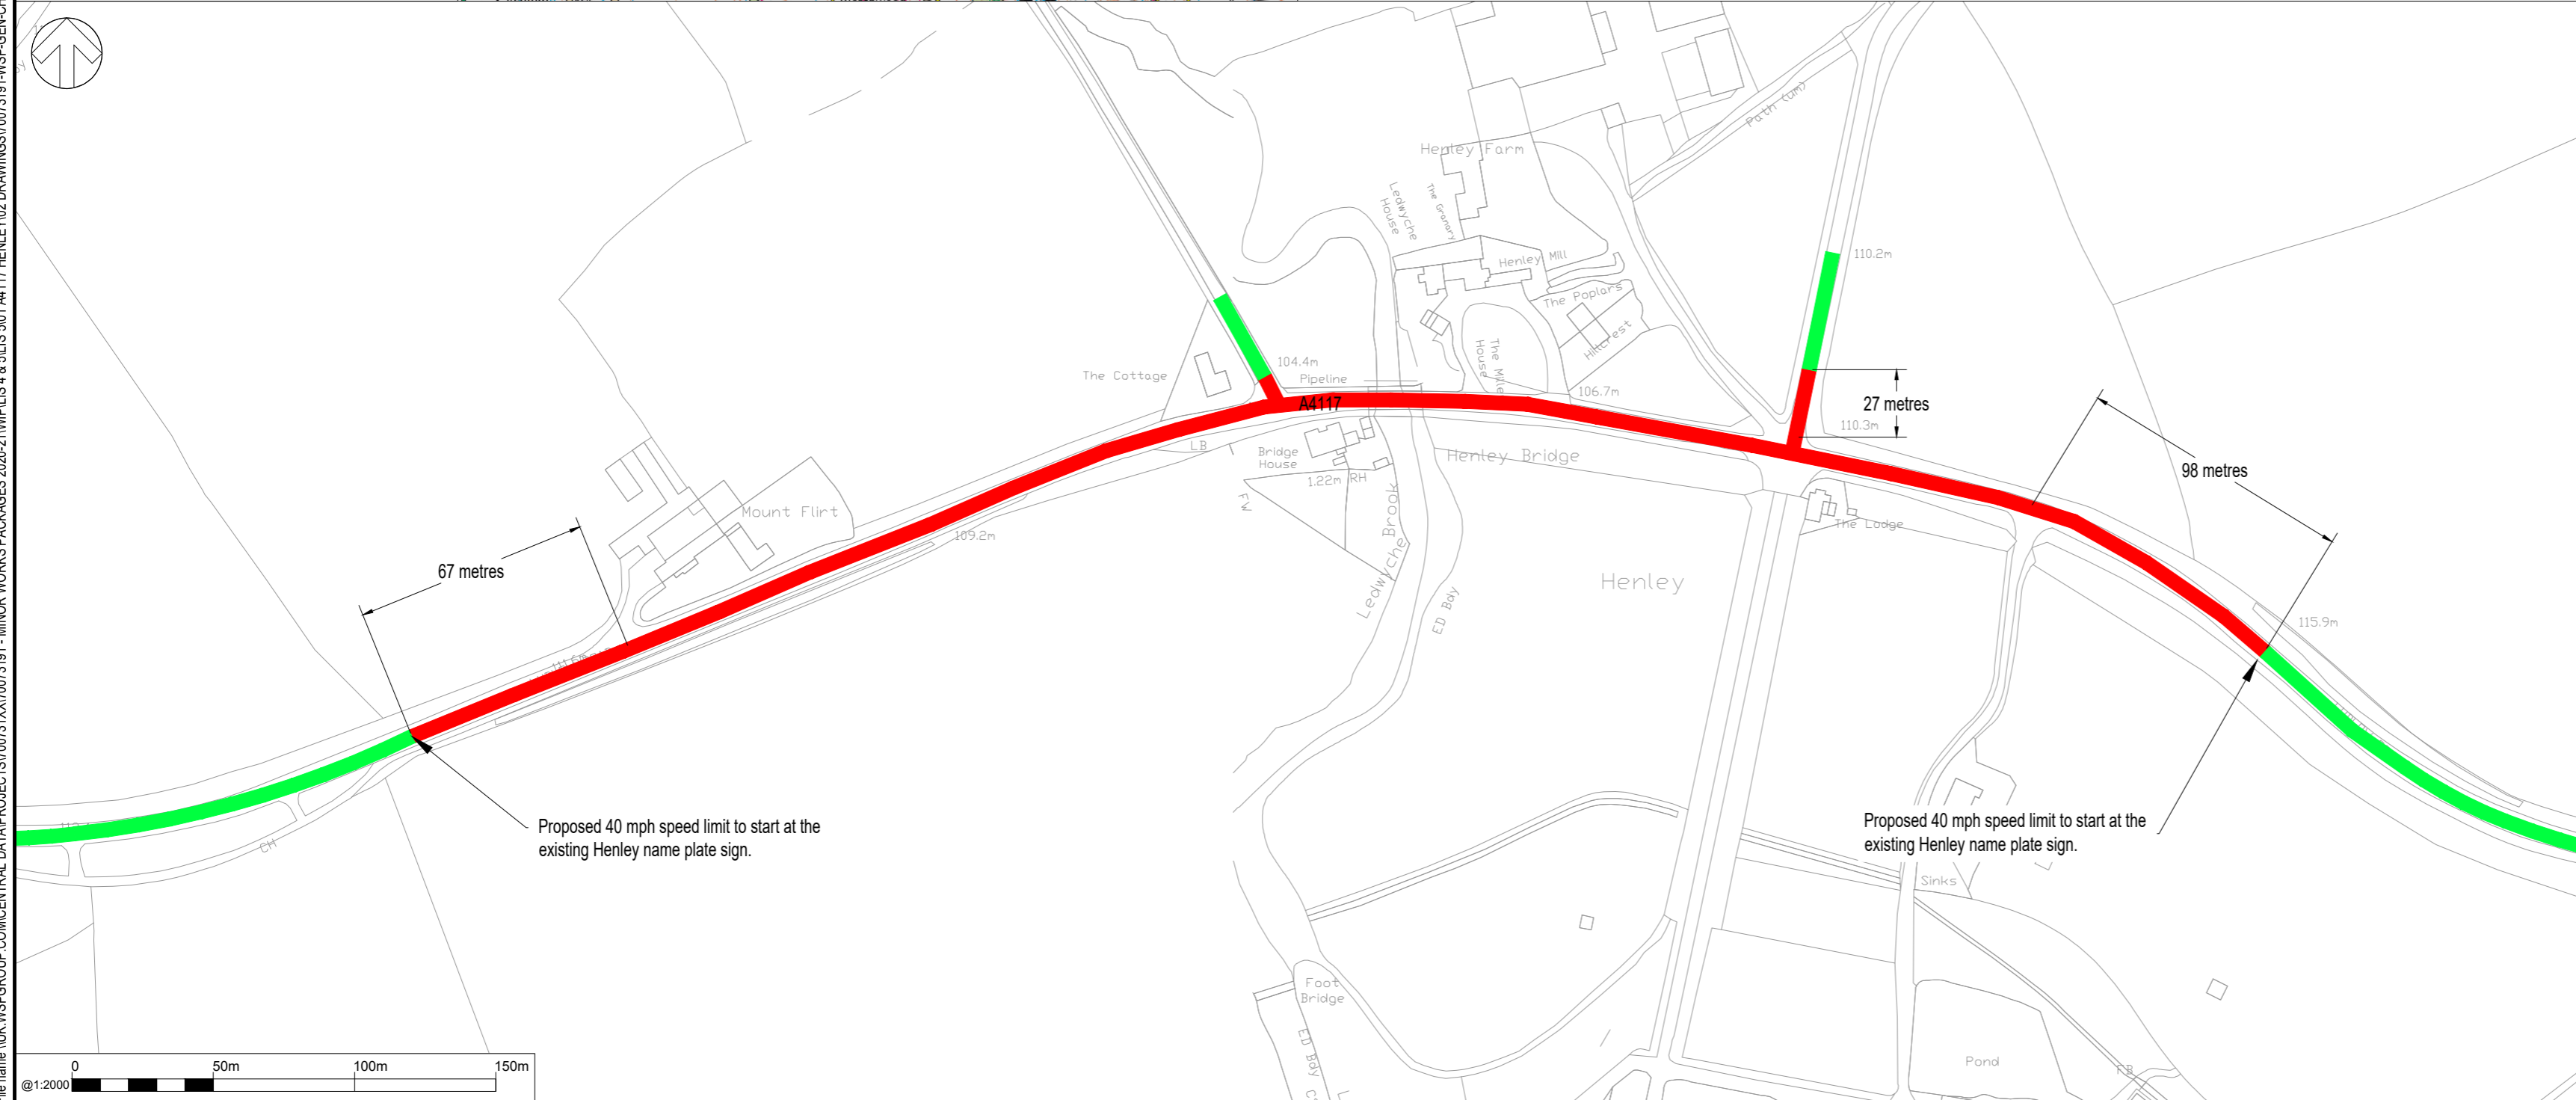 Path (um)
Henley Farm
110.2m
Ledwyche
House
The Granary
Henley Mill
The Poplars
Hillcrest
104.4m
The Cottage
Pipeline
House
106.7m
A4117
27 metres
110.3m
LB
Bridge
House
Henley Bridge
98 metres
1.22m RH
FW
Mount Flirt
109.2m
The Lodge
67 metres
Ledwyche Brook
ED Bdy
Henley
115.9m
111.6m
Proposed 40 mph speed limit to start at the
existing Henley name plate sign.
Proposed 40 mph speed limit to start at the
existing Henley name plate sign.
CH
Sinks
Foot
Bridge
ED Bdy
Pond
FB
0 50m 100m 150m
@1:2000